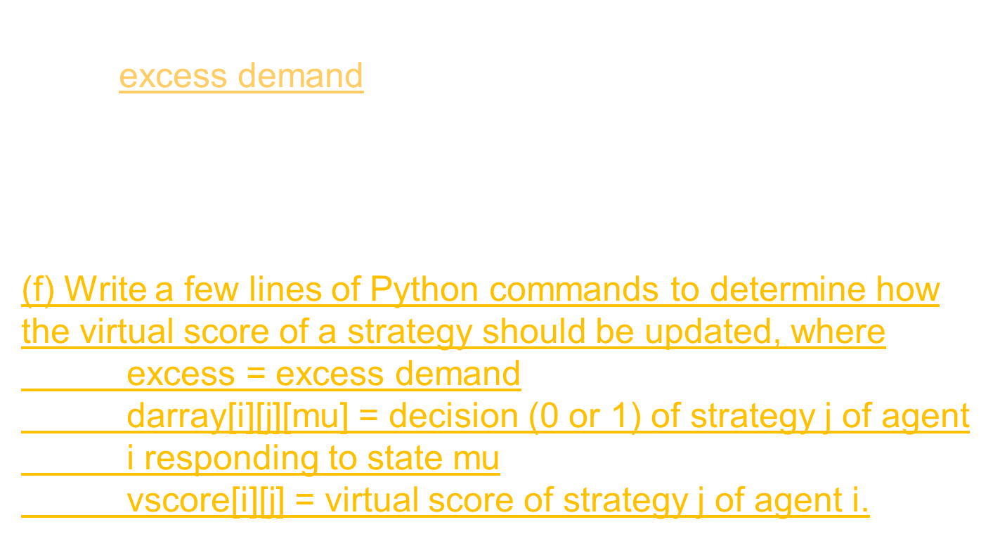 excess demand
(f) Write a few lines of Python commands to determine how
the virtual score of a strategy should be updated, where
excess = excess demand
darray[i][j][mu] = decision (0 or 1) of strategy j of agent
i responding to state mu
vscore[i][j] = virtual score of strategy j of agent i.